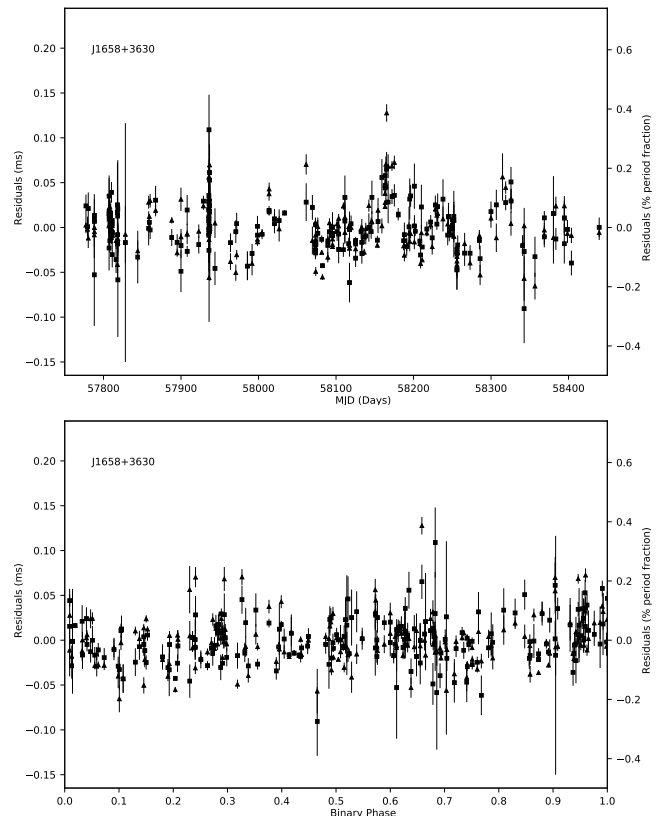 J1658+3630
0.20
0.15
0.10
0.05
0.00
−0.05
−0.10
−0.15
Residuals (ms)
0.6
0.4
0.2
0.0
−0.2
−0.4
Residuals (% period fraction)
57800 57900 58000 58100 58200 58300 58400
MJD (Days)
J1658+3630
0.20
0.15
0.10
0.05
0.00
−0.05
−0.10
−0.15
Residuals (ms)
0.6
0.4
0.2
0.0
−0.2
−0.4
Residuals (% period fraction)
0.0 0.1 0.2 0.3 0.4 0.5 0.6 0.7 0.8 0.9 1.0
Binary Phase